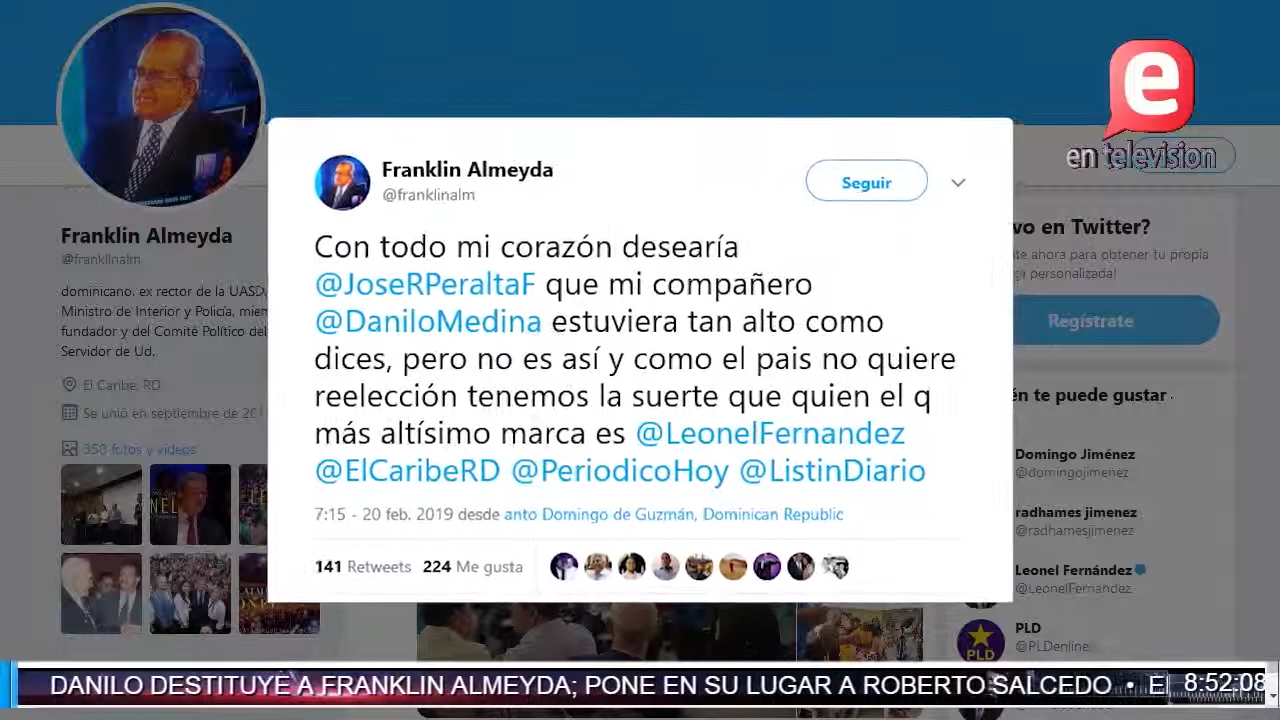 e
en television
Franklin Almeyda
@franklinalm
Seguir
Con todo mi corazón desearía
@JoseRPeraltaF que mi compañero
@DaniloMedina estuviera tan alto como
dices, pero no es así y como el pais no quiere
reelección tenemos la suerte que quien el q
más altísimo marca es @LeonelFernandez
@ElCaribeRD @PeriodicoHoy @ListinDiario
7:15 - 20 feb. 2019 desde anto Domingo de Guzmán, Dominican Republic
141 Retweets 224 Me gusta
Franklin Almeyda
@franklinalm
dominicano, ex rector de la UASD,
Ministro de Interior y Policía, miem
fundador y del Comité Político del
Servidor de Ud.
El Caribe, RD
Se unió en septiembre de 20
350 fotos y videos
vo en Twitter?
te ahora para obtener tu propia
personalizada!
Regístrate
én te puede gustar
Domingo Jiménez
@domingojimenez
radhames jimenez
@radhamesjimenez
Leonel Fernández
@LeonelFernandez
PLD
@PLDenlinea
PLD
DANILO DESTITUYE A FRANKLIN ALMEYDA; PONE EN SU LUGAR A ROBERTO SALCEDO • E
8:52:08